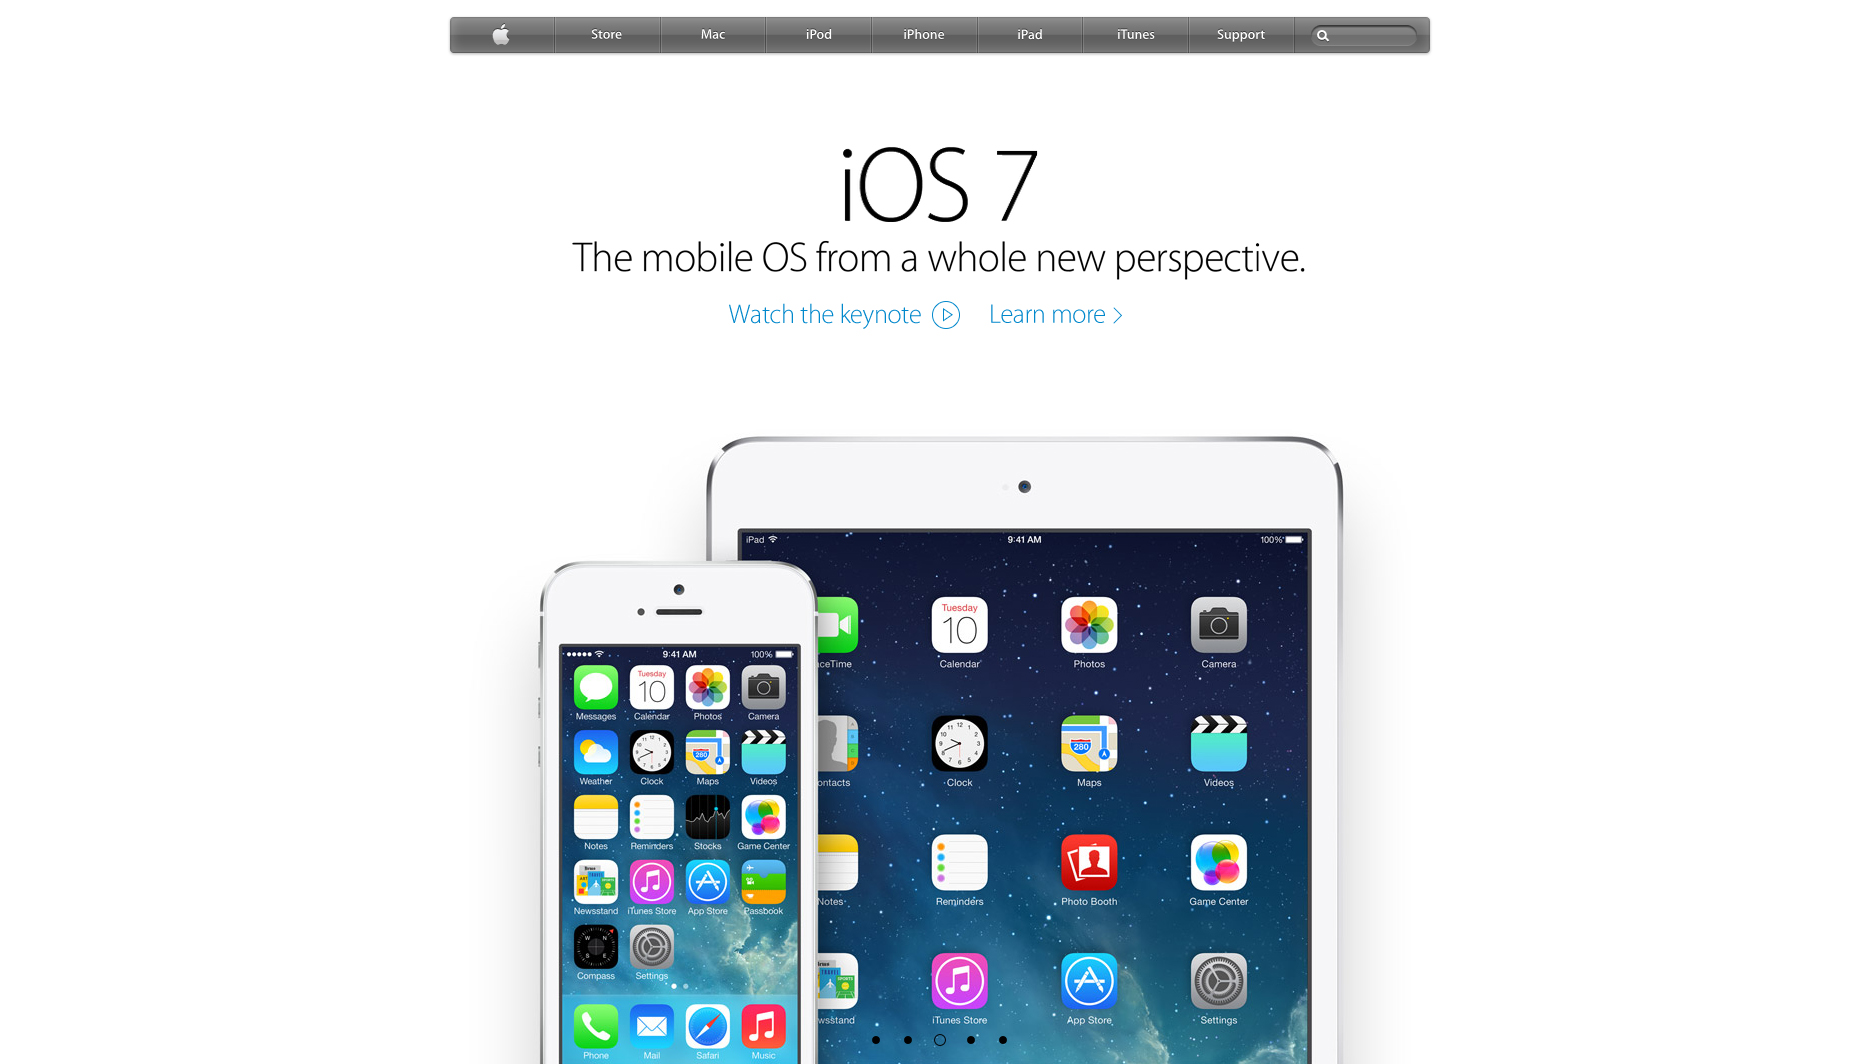 Store Mac iPod iPhone iPad iTunes Support
iOS 7
The mobile OS from a whole new perspective.
Watch the keynote Learn more
iPad 9:41 AM 100%
ceTime Calendar Photos Camera
Tuesday
10
ontacts Clock Maps Videos
280
Notes Reminders Photo Booth Game Center
wsstand iTunes Store App Store Settings
9:41 AM 100%
Tuesday
10
Messages Calendar Photos Camera
280
Weather Clock Maps Videos
Notes Reminders Stocks Game Center
Newsstand iTunes Store App Store Passbook
N
W E
S
Compass Settings
Phone Mail Safari Music